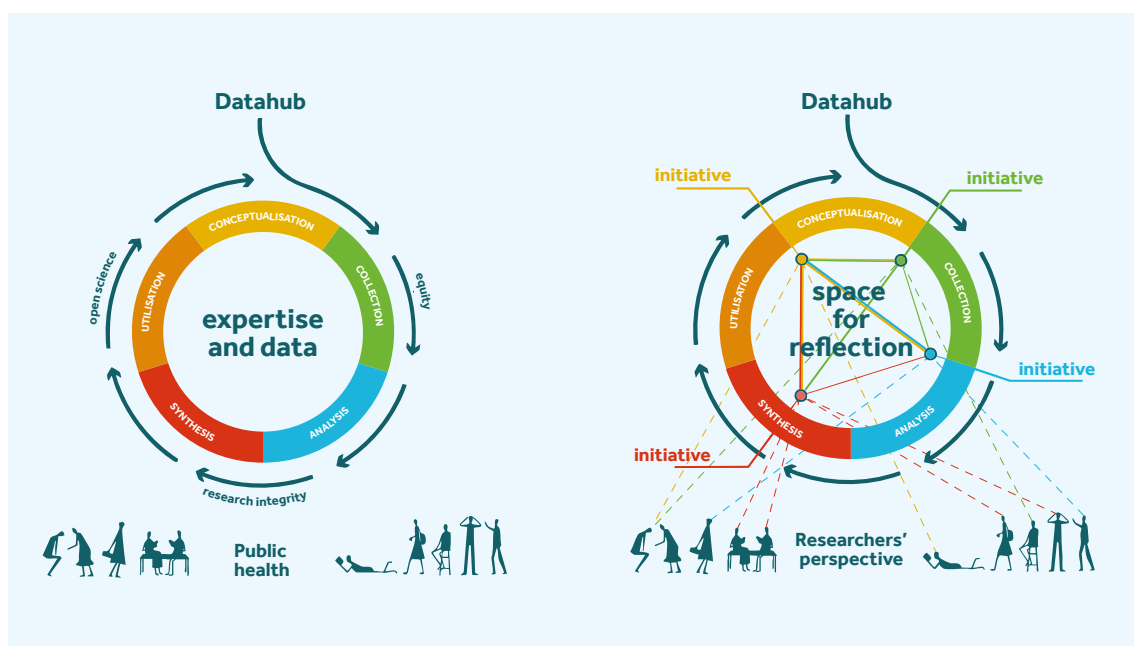 Datahub
CONCEPTUALISATION
COLLECTION
ANALYSIS
SYNTHESIS
UTILISATION
open science
equity
research integrity
expertise
and data
Public
health
Datahub
initiative
initiative
initiative
initiative
CONCEPTUALISATION
COLLECTION
ANALYSIS
SYNTHESIS
UTILISATION
space
for
reflection
Researchers’
perspective